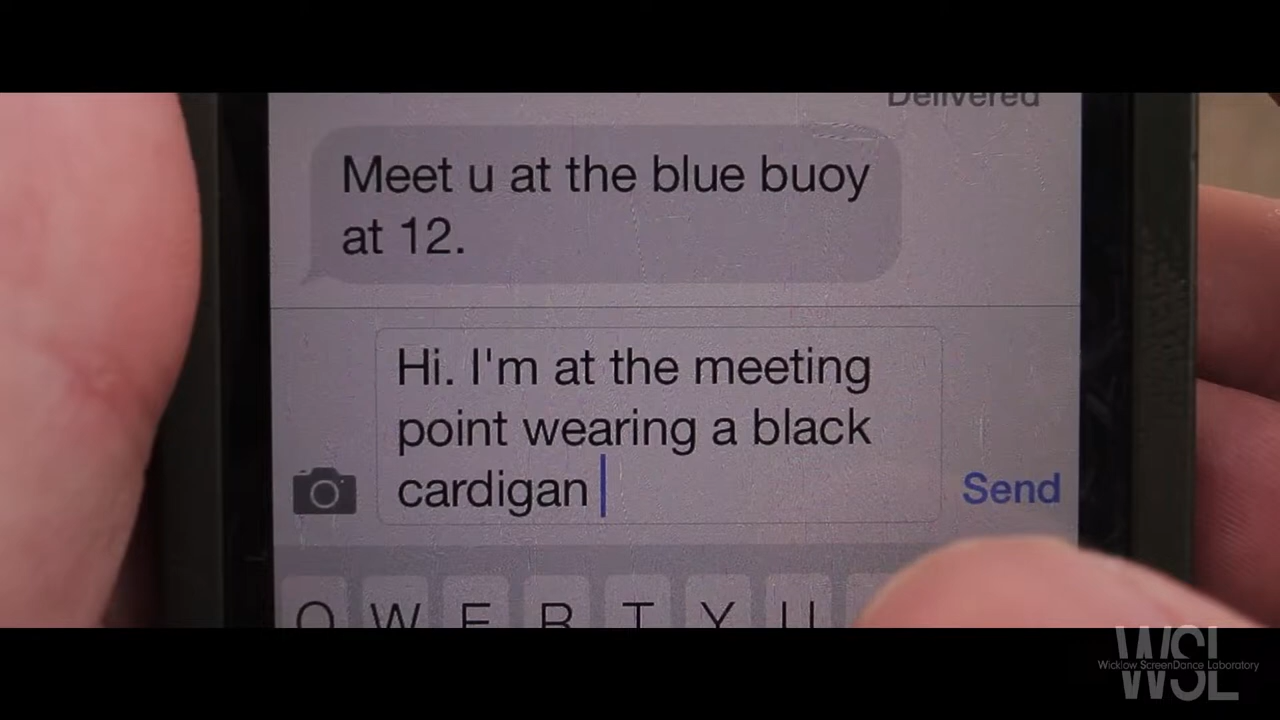 Delivered
Meet u at the blue buoy
at 12.
Hi. I'm at the meeting
point wearing a black
cardigan
Send
Q W E R T Y U
WSL
Wicklow ScreenDance Laboratory